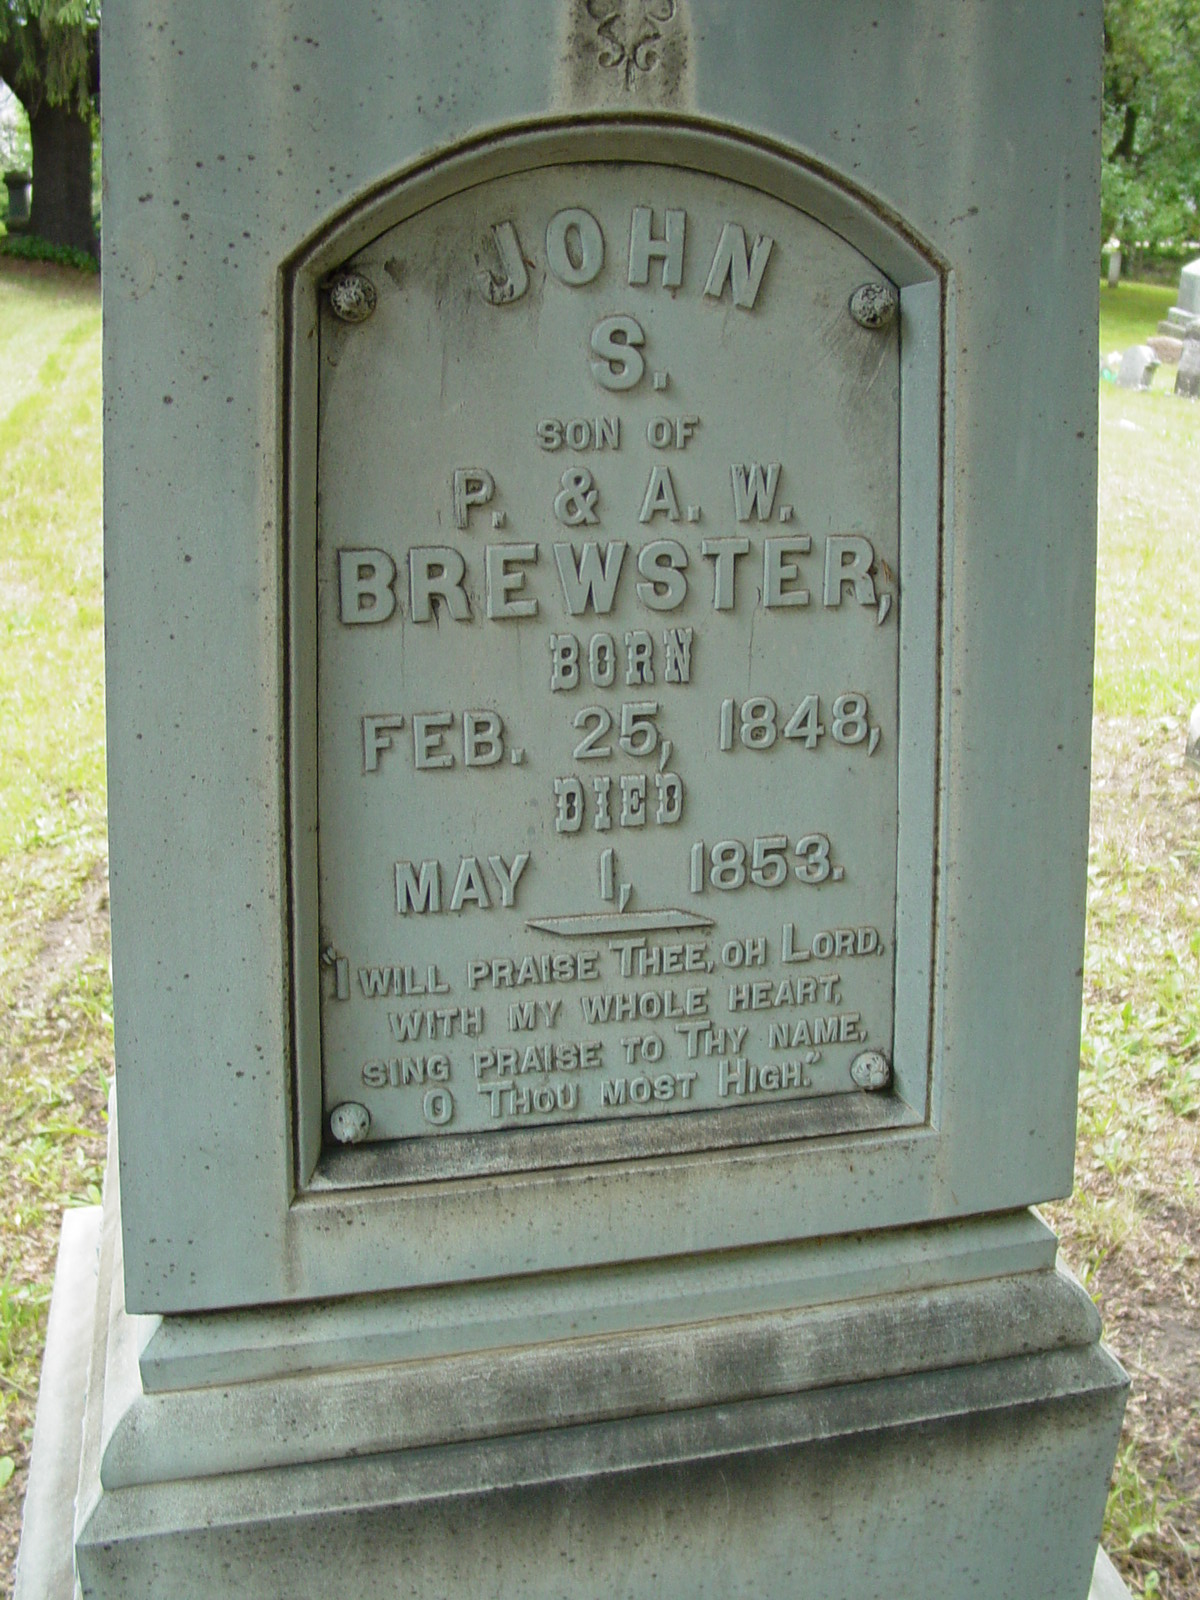 JOHN
S.
SON OF
P. & A. W.
BREWSTER,
BORN
FEB. 25, 1848,
DIED
MAY 1, 1853.
"I WILL PRAISE THEE, OH LORD,
WITH MY WHOLE HEART,
SING PRAISE TO THY NAME,
O THOU MOST HIGH."